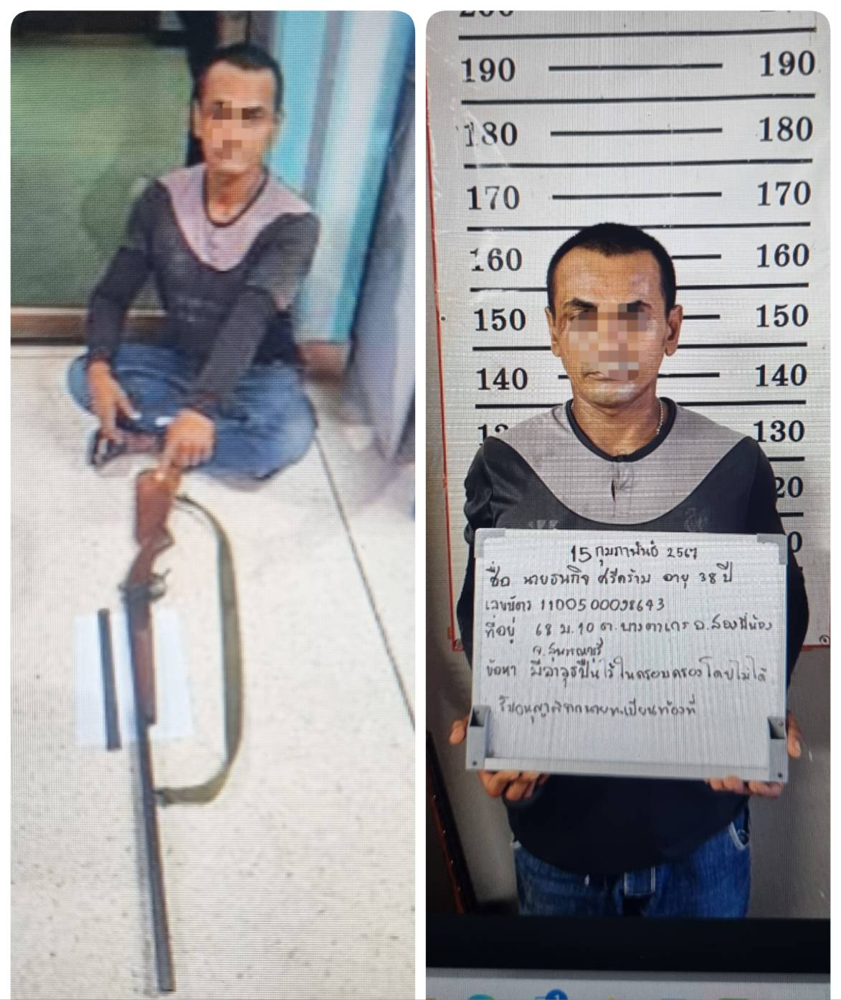 200
190 190
180 180
170 170
160 160
150 150
140 140
130
20
0
15 กุมภาพันธ์ 2567
ชื่อ นายธนกิจ ศรีคร้าม อายุ 38 ปี
เลขบัตร
ที่อยู่ 68 ม.10 ต.บางตาเถร อ.สองพี่น้อง
จ.สุพรรณบุรี
ข้อหา มีอาวุธปืนไว้ในครอบครองโดยไม่ได้
รับอนุญาตจากนายทะเบียนท้องที่
1